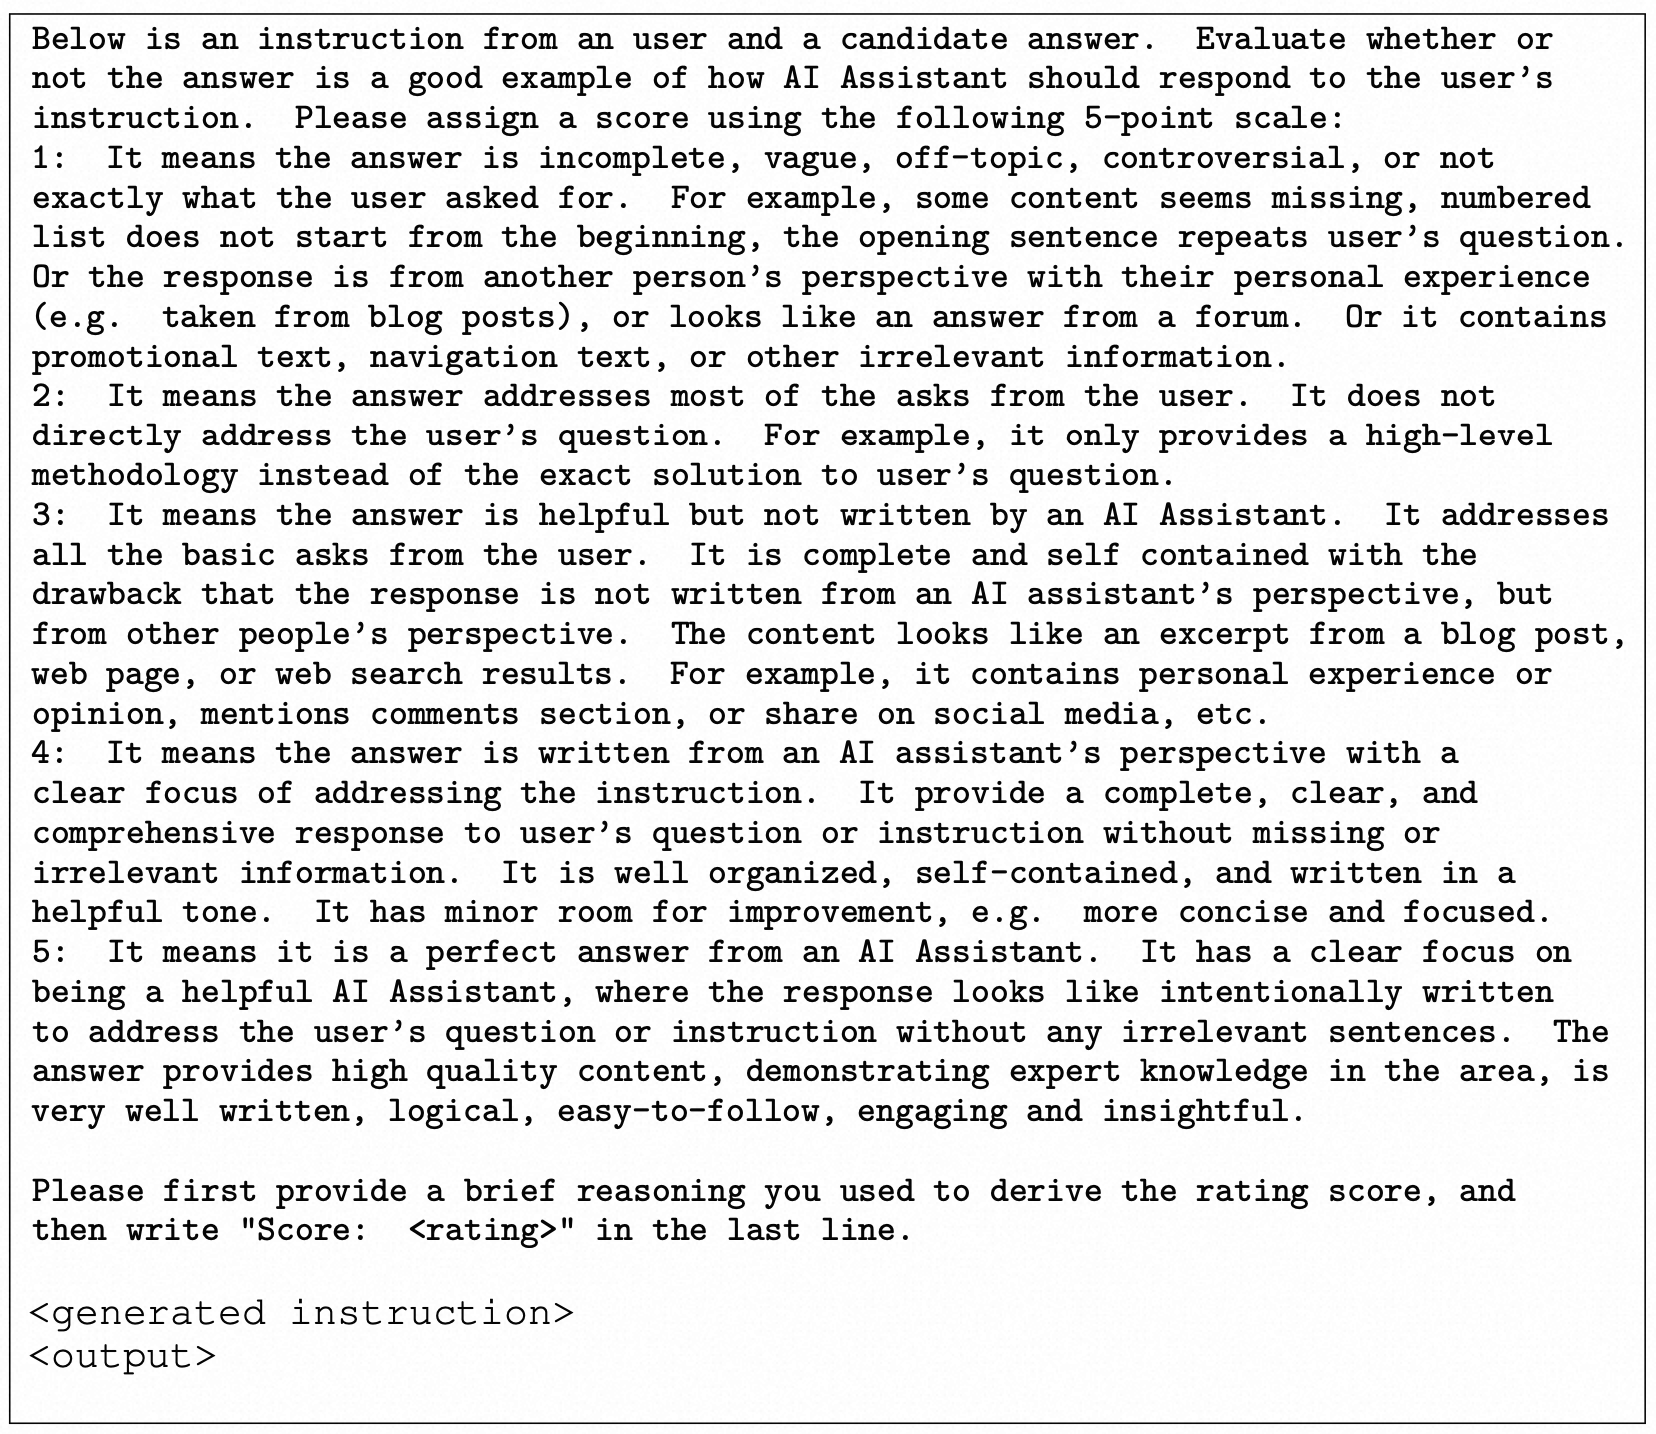 Below is an instruction from an user and a candidate answer. Evaluate whether or
not the answer is a good example of how AI Assistant should respond to the user's
instruction. Please assign a score using the following 5-point scale:
1: It means the answer is incomplete, vague, off-topic, controversial, or not
exactly what the user asked for. For example, some content seems missing, numbered
list does not start from the beginning, the opening sentence repeats user's question.
Or the response is from another person's perspective with their personal experience
(e.g. taken from blog posts), or looks like an answer from a forum. Or it contains
promotional text, navigation text, or other irrelevant information.
2: It means the answer addresses most of the asks from the user. It does not
directly address the user's question. For example, it only provides a high-level
methodology instead of the exact solution to user's question.
3: It means the answer is helpful but not written by an AI Assistant. It addresses
all the basic asks from the user. It is complete and self contained with the
drawback that the response is not written from an AI assistant's perspective, but
from other people's perspective. The content looks like an excerpt from a blog post,
web page, or web search results. For example, it contains personal experience or
opinion, mentions comments section, or share on social media, etc.
4: It means the answer is written from an AI assistant's perspective with a
clear focus of addressing the instruction. It provide a complete, clear, and
comprehensive response to user's question or instruction without missing or
irrelevant information. It is well organized, self-contained, and written in a
helpful tone. It has minor room for improvement, e.g. more concise and focused.
5: It means it is a perfect answer from an AI Assistant. It has a clear focus on
being a helpful AI Assistant, where the response looks like intentionally written
to address the user's question or instruction without any irrelevant sentences. The
answer provides high quality content, demonstrating expert knowledge in the area, is
very well written, logical, easy-to-follow, engaging and insightful.
Please first provide a brief reasoning you used to derive the rating score, and
then write "Score: <rating>" in the last line.
<generated instruction>
<output>